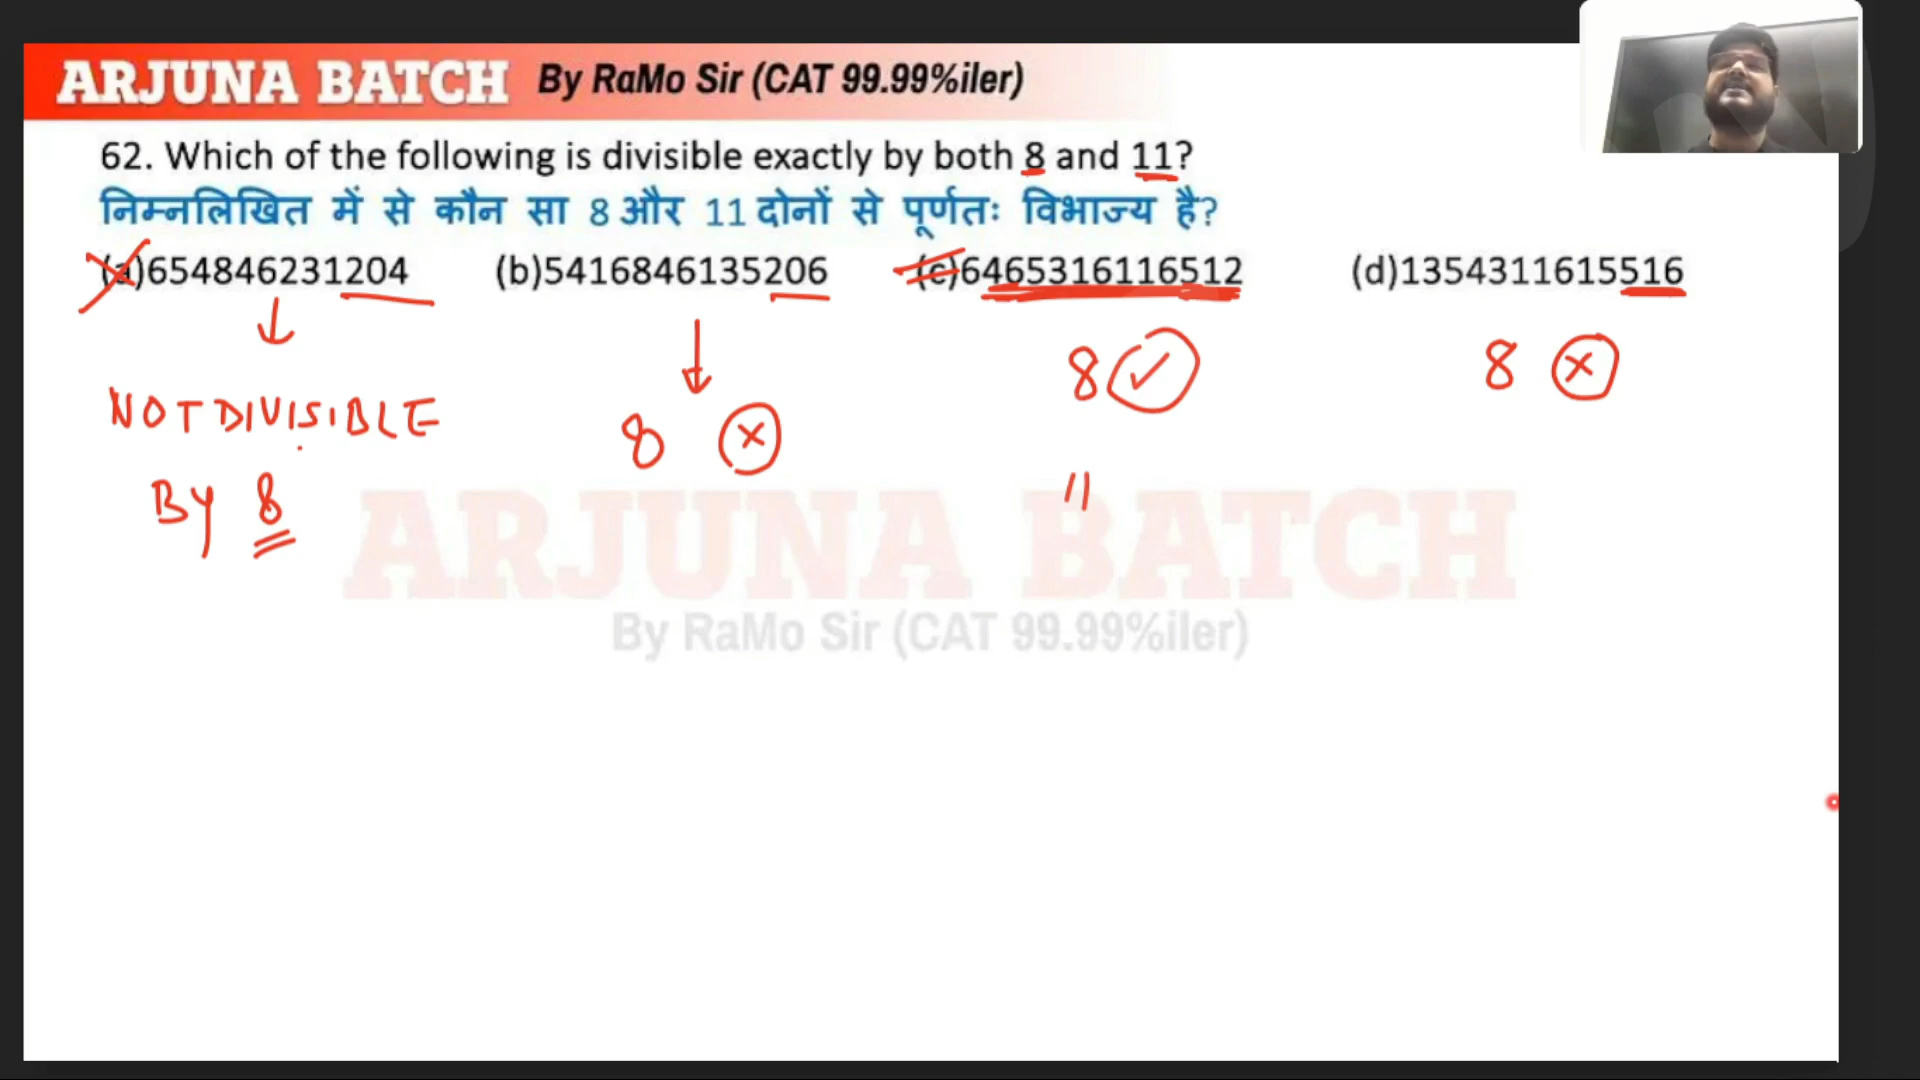 ARJUNA BATCH By RaMo Sir (CAT 99.99%iler)
62. Which of the following is divisible exactly by both 8 and 11?
निम्नलिखित में से कौन सा 8 और 11 दोनों से पूर्णतः विभाज्य है?
(a)654846231204 (b)5416846135206 (c)6465316116512 (d)1354311615516
8 8
NOT DIVISIBLE 8
BY 8 11
ARJUNA BATCH
By RaMo Sir (CAT 99.99%iler)